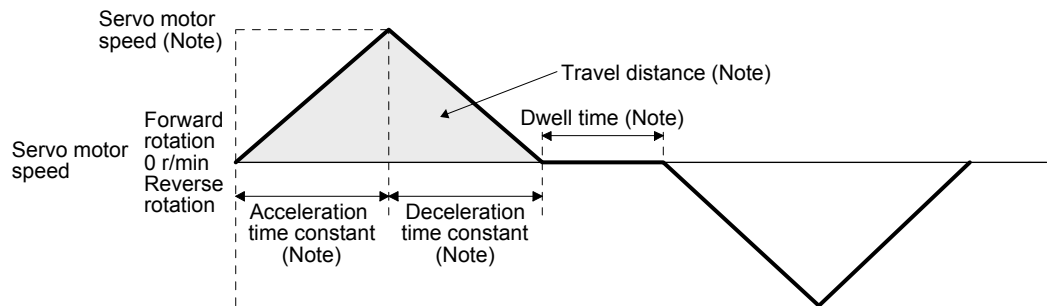 Servo motor
speed (Note)
Travel distance (Note)
Dwell time (Note)
Servo motor
speed
Forward
rotation
0 r/min
Reverse
rotation
Acceleration
time constant
(Note)
Deceleration
time constant
(Note)